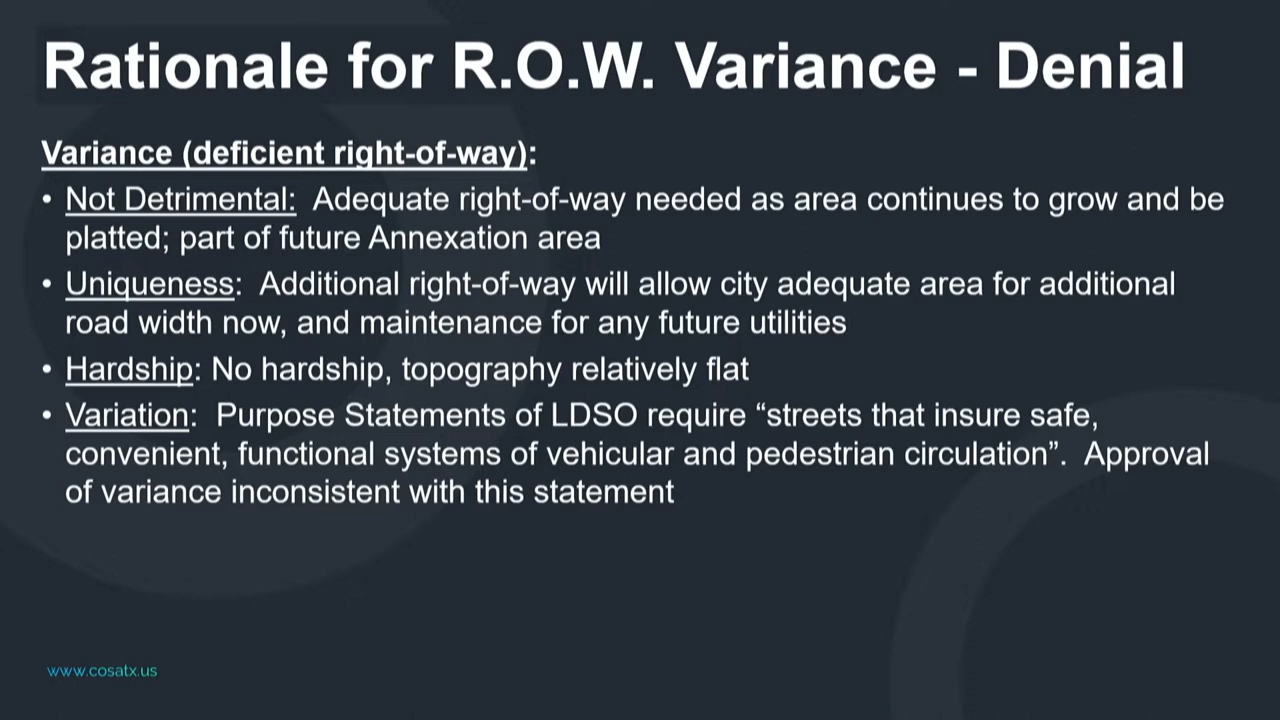 Rationale for R.O.W. Variance - Denial
Variance (deficient right-of-way):
• Not Detrimental:  Adequate right-of-way needed as area continues to grow and be
platted; part of future Annexation area
• Uniqueness:  Additional right-of-way will allow city adequate area for additional
road width now, and maintenance for any future utilities
• Hardship: No hardship, topography relatively flat
• Variation:  Purpose Statements of LDSO require “streets that insure safe,
convenient, functional systems of vehicular and pedestrian circulation”.  Approval
of variance inconsistent with this statement
www.cosatx.us